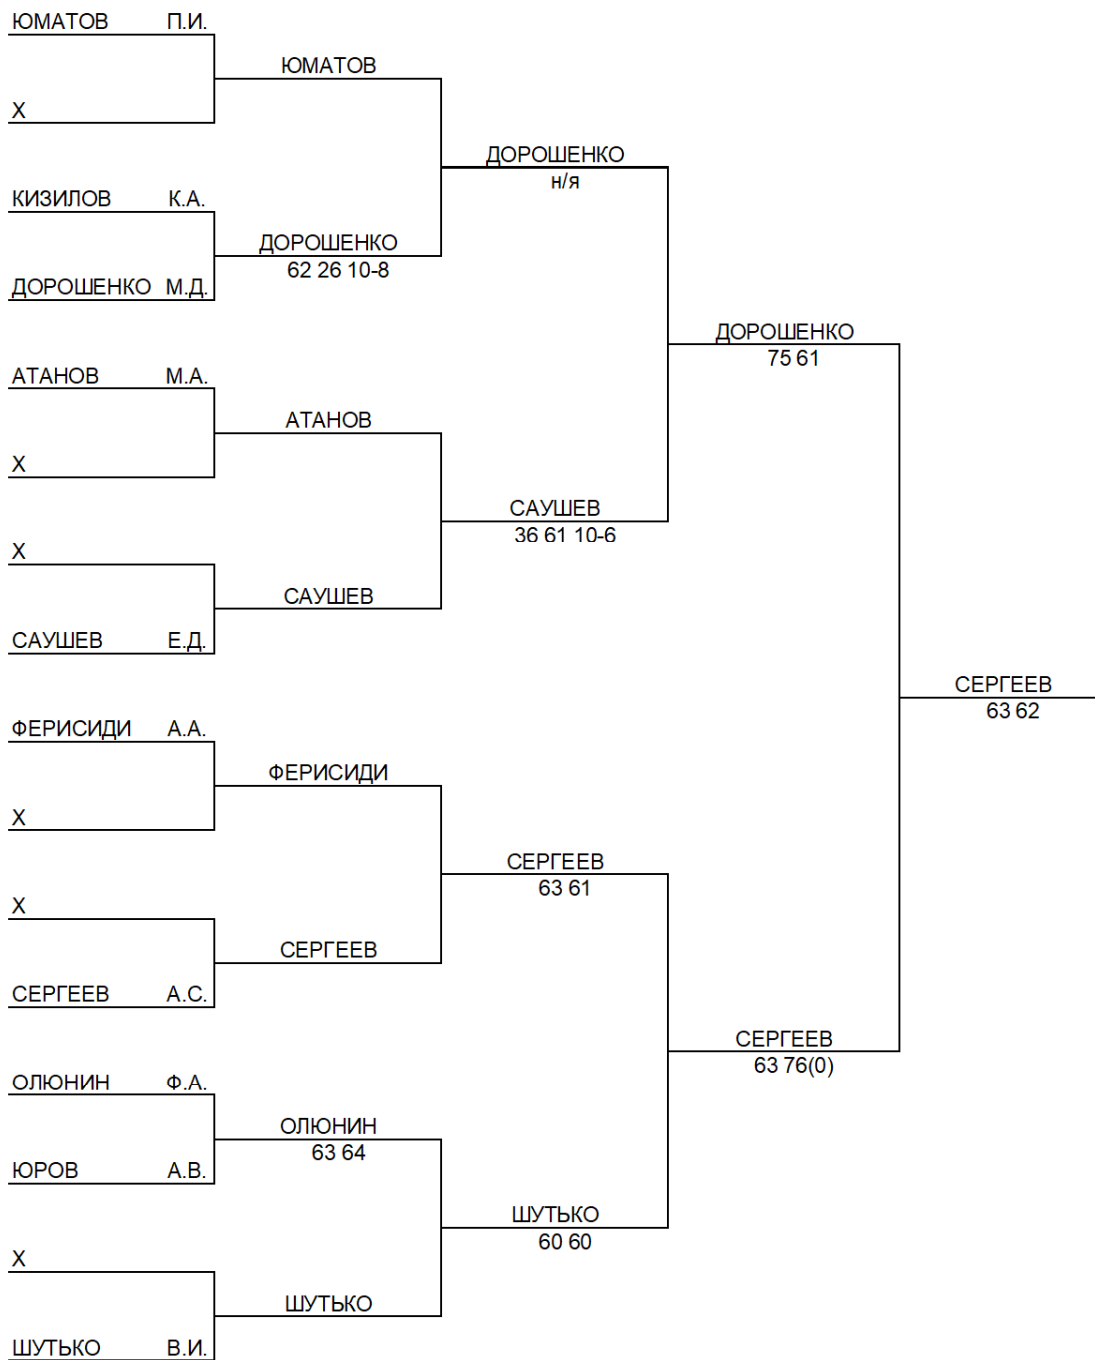 ЮМАТОВ П.И.
ЮМАТОВ
X
ДОРОШЕНКО
н/я
КИЗИЛОВ К.А.
ДОРОШЕНКО
62 26 10-8
ДОРОШЕНКО М.Д.
ДОРОШЕНКО
75 61
АТАНОВ М.А.
АТАНОВ
X
САУШЕВ
36 61 10-6
X
САУШЕВ
САУШЕВ Е.Д.
СЕРГЕЕВ
63 62
ФЕРИСИДИ А.А.
ФЕРИСИДИ
X
СЕРГЕЕВ
63 61
X
СЕРГЕЕВ
СЕРГЕЕВ А.С.
СЕРГЕЕВ
63 76(0)
ОЛЮНИН Ф.А.
ОЛЮНИН
63 64
ЮРОВ А.В.
ШУТЬКО
60 60
X
ШУТЬКО
ШУТЬКО В.И.